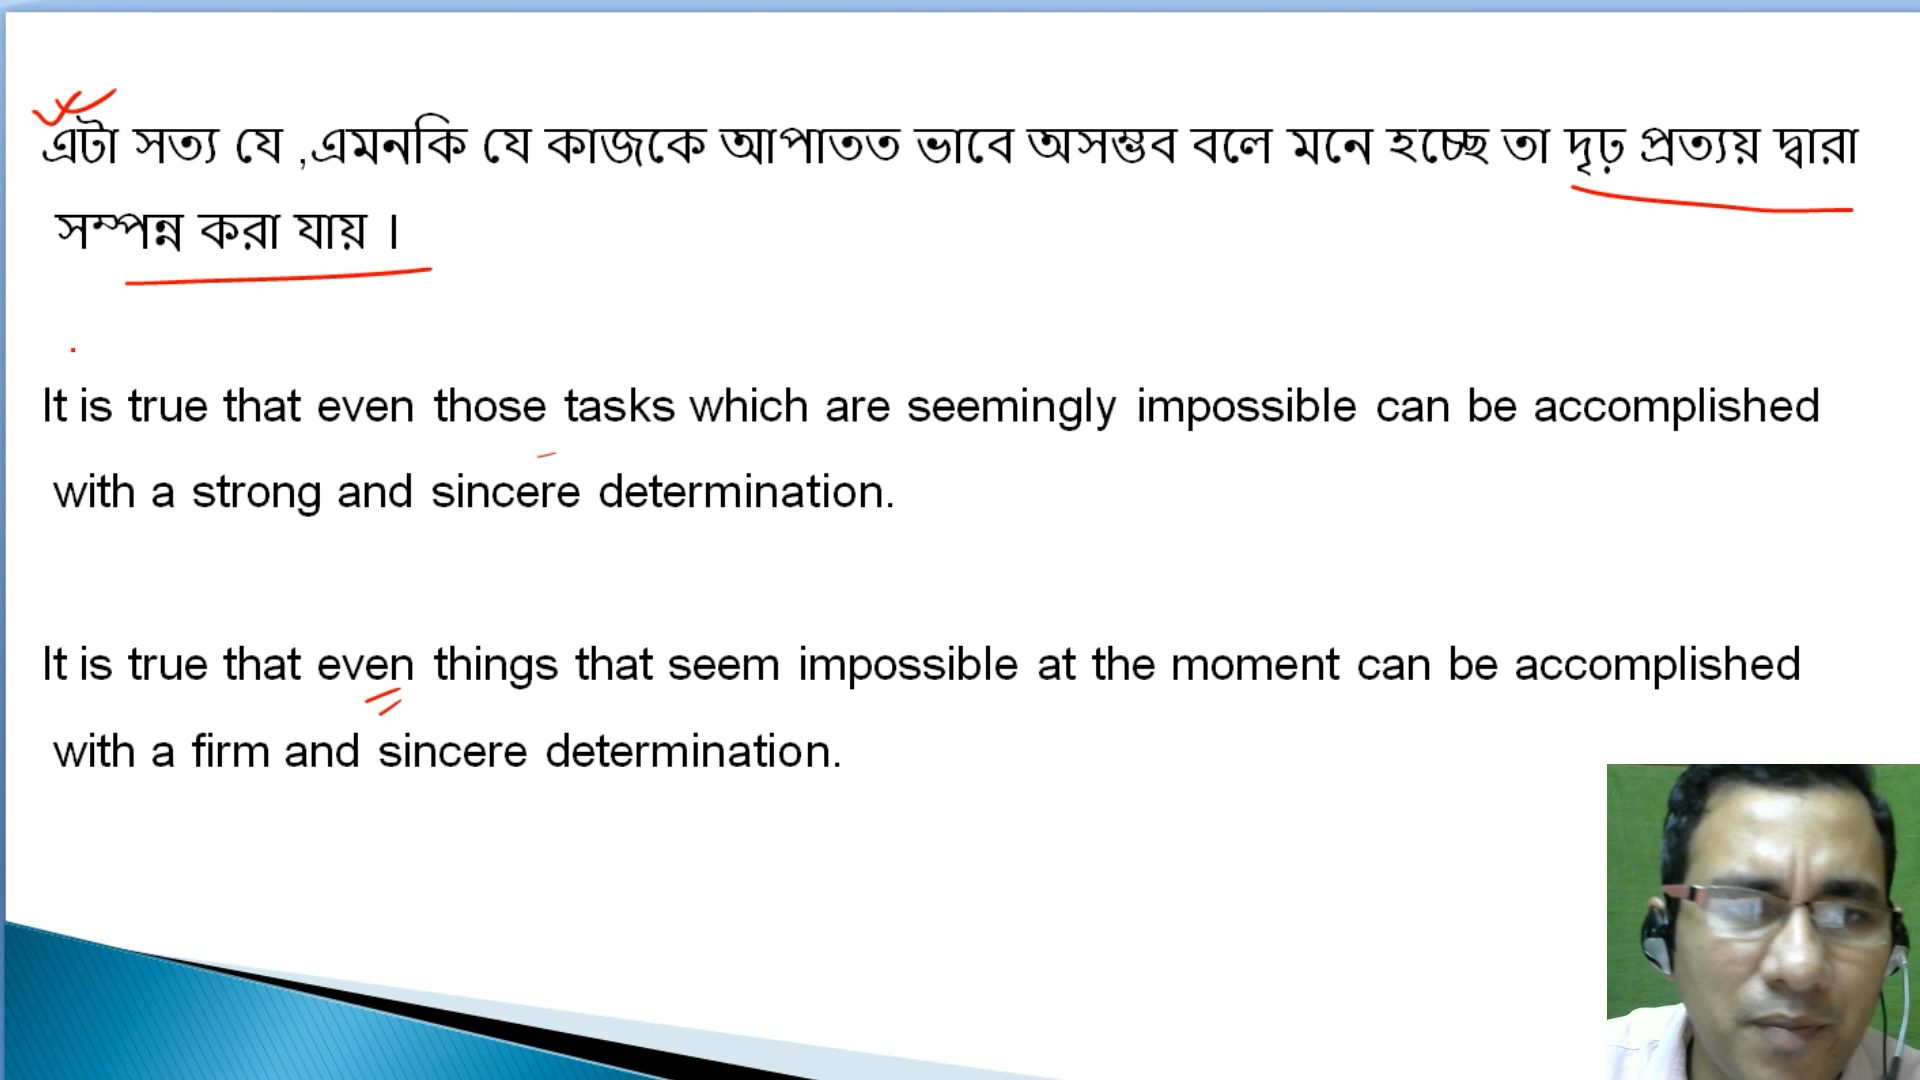 এটা সত্য যে ,এমনকি যে কাজকে আপাতত ভাবে অসম্ভব বলে মনে হচ্ছে তা দৃঢ় প্রত্যয় দ্বারা
সম্পন্ন করা যায় ।
It is true that even those tasks which are seemingly impossible can be accomplished
with a strong and sincere determination.
It is true that even things that seem impossible at the moment can be accomplished
with a firm and sincere determination.